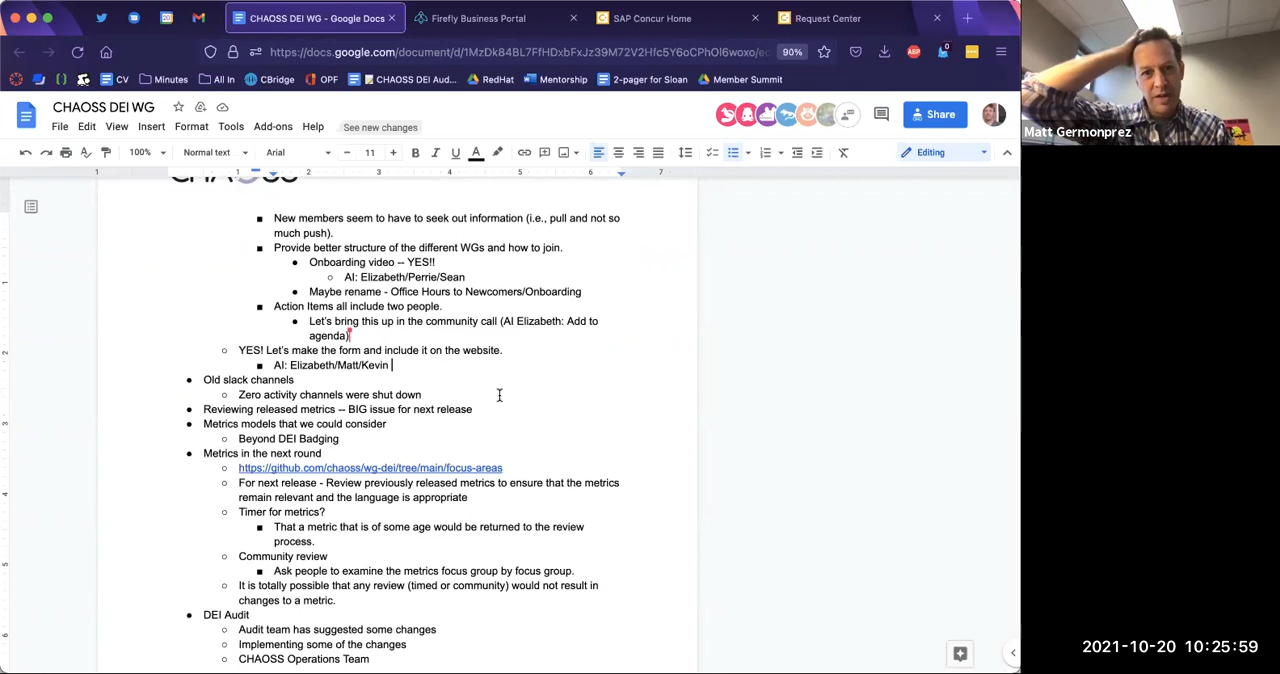 CHAOSS DEI WG - Google Docs
Firefly Business Portal
SAP Concur Home
Request Center
https://docs.google.com/document/d/1MzDk84BL7FfHDxbFxJz39M72V2Hfc5Y6oCPhOl6woxo/ec
90%
CV
Minutes
All In
CBridge
OPF
CHAOSS DEI Aud...
RedHat
Mentorship
2-pager for Sloan
Member Summit
CHAOSS DEI WG
File Edit View Insert Format Tools Add-ons Help See new changes
Share
100% Normal text Arial 11 Editing
1 1 2 3 4 5 6 7
CHAOSS
New members seem to have to seek out information (i.e., pull and not so
much push).
Provide better structure of the different WGs and how to join.
Onboarding video -- YES!!
AI: Elizabeth/Perrie/Sean
Maybe rename - Office Hours to Newcomers/Onboarding
Action Items all include two people.
Let's bring this up in the community call (AI Elizabeth: Add to
agenda)
YES! Let's make the form and include it on the website.
AI: Elizabeth/Matt/Kevin
Old slack channels
Zero activity channels were shut down
Reviewing released metrics -- BIG issue for next release
Metrics models that we could consider
Beyond DEI Badging
Metrics in the next round
https://github.com/chaoss/wg-dei/tree/main/focus-areas
For next release - Review previously released metrics to ensure that the metrics
remain relevant and the language is appropriate
Timer for metrics?
That a metric that is of some age would be returned to the review
process.
Community review
Ask people to examine the metrics focus group by focus group.
It is totally possible that any review (timed or community) would not result in
changes to a metric.
DEI Audit
Audit team has suggested some changes
Implementing some of the changes
CHAOSS Operations Team
Matt Germonprez
2021-10-20 10:25:59